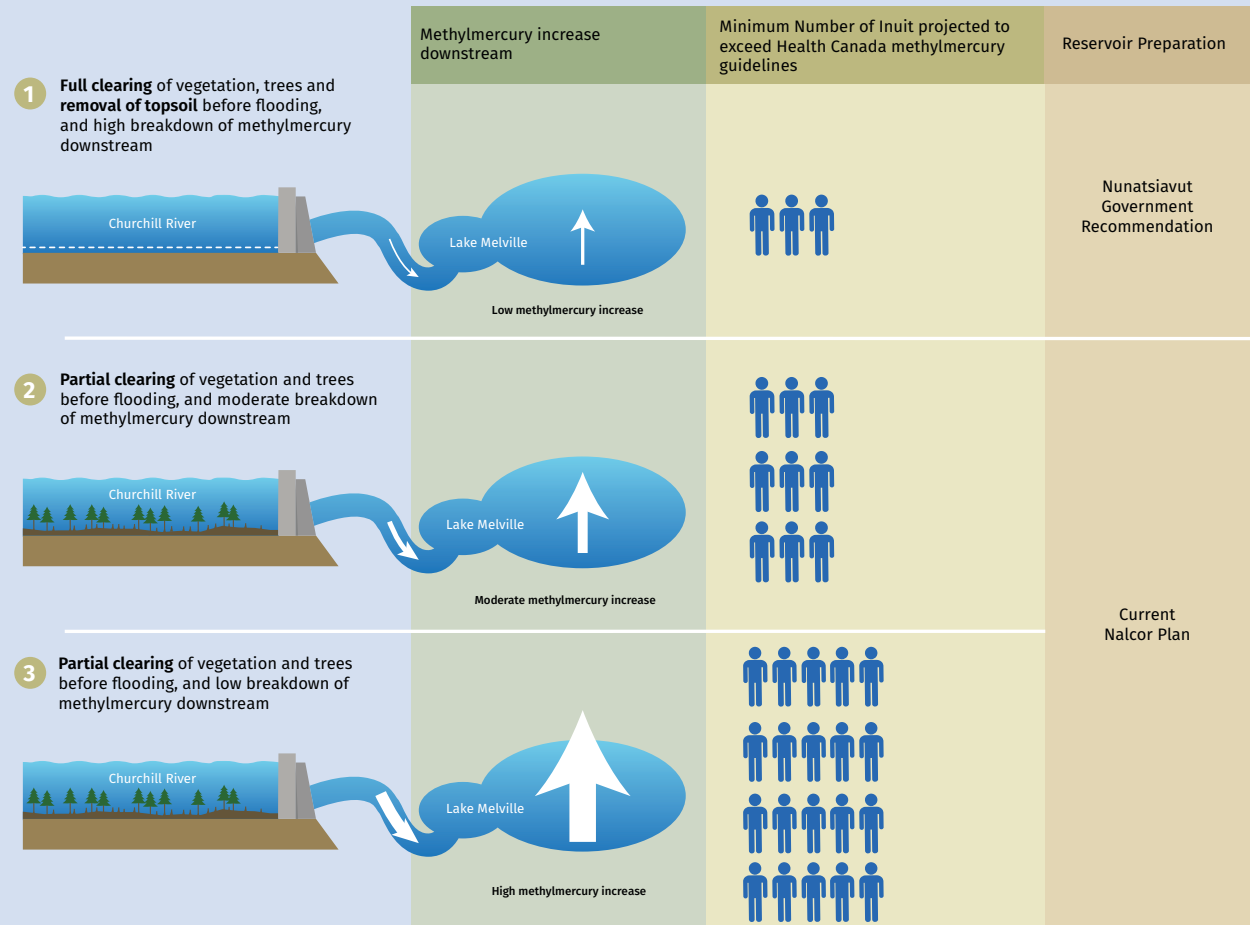 Methylmercury increase
downstream
Minimum Number of Inuit projected to
exceed Health Canada methylmercury
guidelines
Reservoir Preparation
1
Full clearing of vegetation, trees and
removal of topsoil before flooding,
and high breakdown of methylmercury
downstream
Churchill River
Lake Melville
Low methylmercury increase
Nunatsiavut
Government
Recommendation
2
Partial clearing of vegetation and trees
before flooding, and moderate breakdown
of methylmercury downstream
Churchill River
Lake Melville
Moderate methylmercury increase
3
Partial clearing of vegetation and trees
before flooding, and low breakdown of
methylmercury downstream
Churchill River
Lake Melville
High methylmercury increase
Current
Nalcor Plan